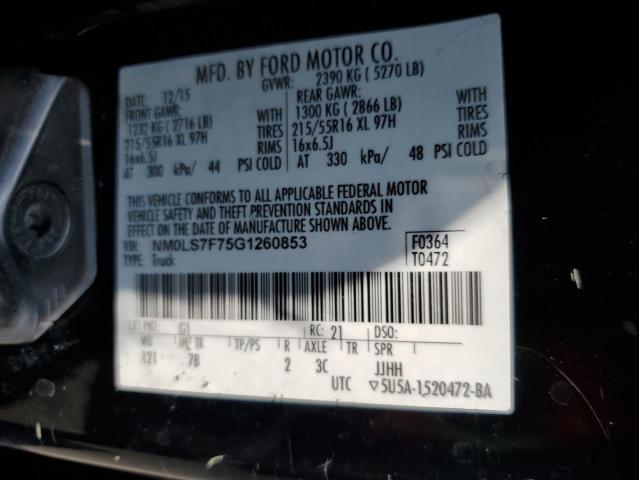 MFD. BY FORD MOTOR CO.
DATE: 12/15 GVWR: 2390 KG ( 5270 LB)
FRONT GAWR: REAR GAWR:
1232 KG ( 2716 LB) WITH 1300 KG ( 2866 LB) WITH
215/55R16 XL 97H TIRES 215/55R16 XL 97H TIRES
16x6.5J RIMS 16x6.5J RIMS
AT 300 kPa/ 44 PSI COLD AT 330 kPa/ 48 PSI COLD
THIS VEHICLE CONFORMS TO ALL APPLICABLE FEDERAL MOTOR
VEHICLE SAFETY AND THEFT PREVENTION STANDARDS IN
EFFECT ON THE DATE OF MANUFACTURE SHOWN ABOVE.
VIN: NM0LS7F75G1260853 F0364
TYPE: Truck T0472
EXT PNT: G1 RC: 21 DSO:
WB INT TR TP/PS R AXLE TR SPR
121 7B 2 3C JJHH
UTC ▽5U5A-1520472-BA